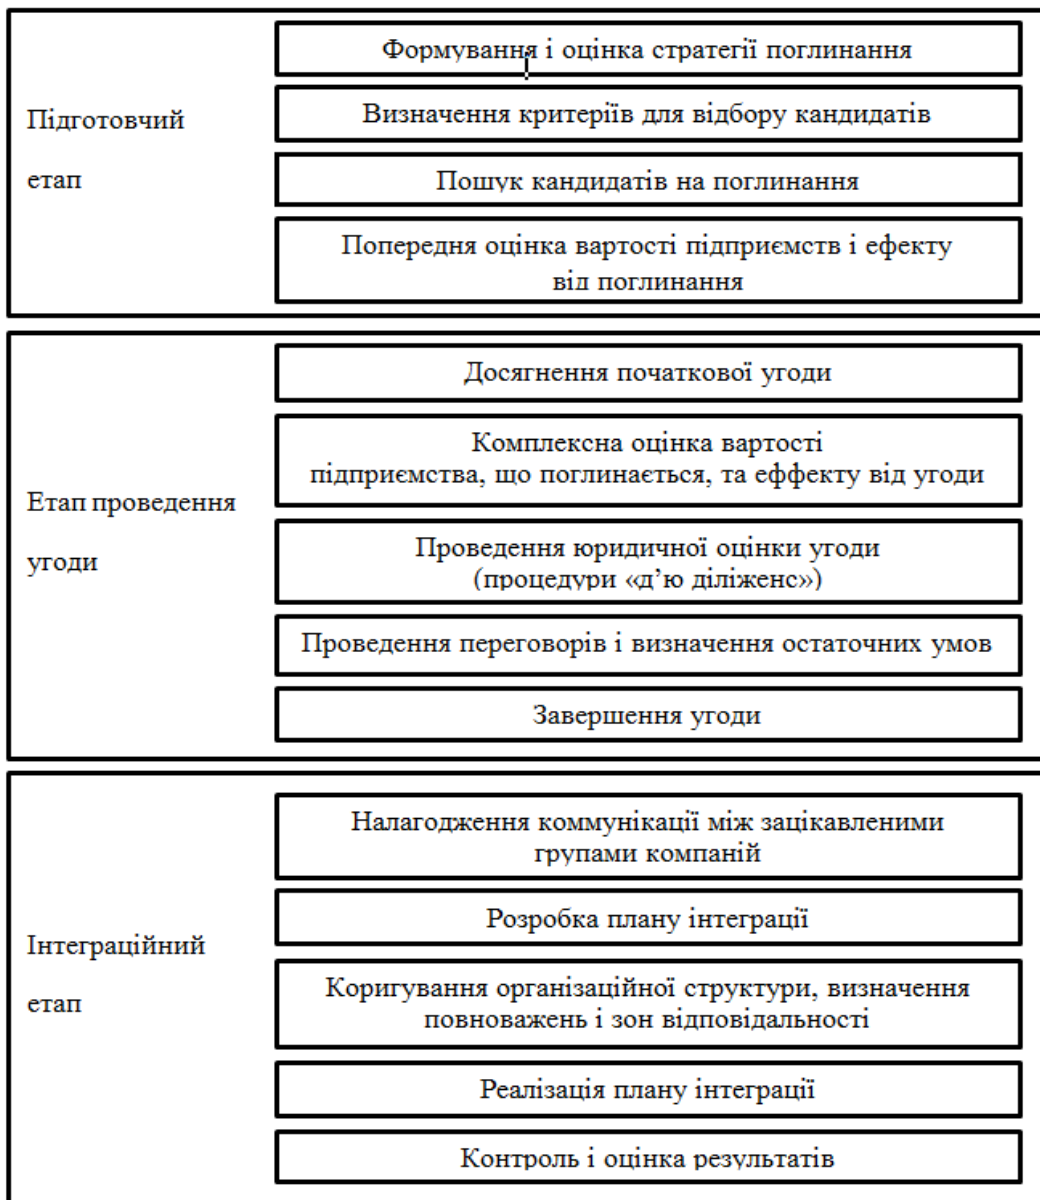 Підготовчий
етап
Формування і оцінка стратегії поглинання
Визначення критеріїв для відбору кандидатів
Пошук кандидатів на поглинання
Попередня оцінка вартості підприємств і ефекту
від поглинання
Етап проведення
угоди
Досягнення початкової угоди
Комплексна оцінка вартості
підприємства, що поглинається, та еффекту від угоди
Проведення юридичної оцінки угоди
(процедури «д’ю діліженс»)
Проведення переговорів і визначення остаточних умов
Завершення угоди
Інтеграційний
етап
Налагодження коммунікації між зацікавленими
групами компаній
Розробка плану інтеграції
Коригування організаційної структури, визначення
повноважень і зон відповідальності
Реалізація плану інтеграції
Контроль і оцінка результатів